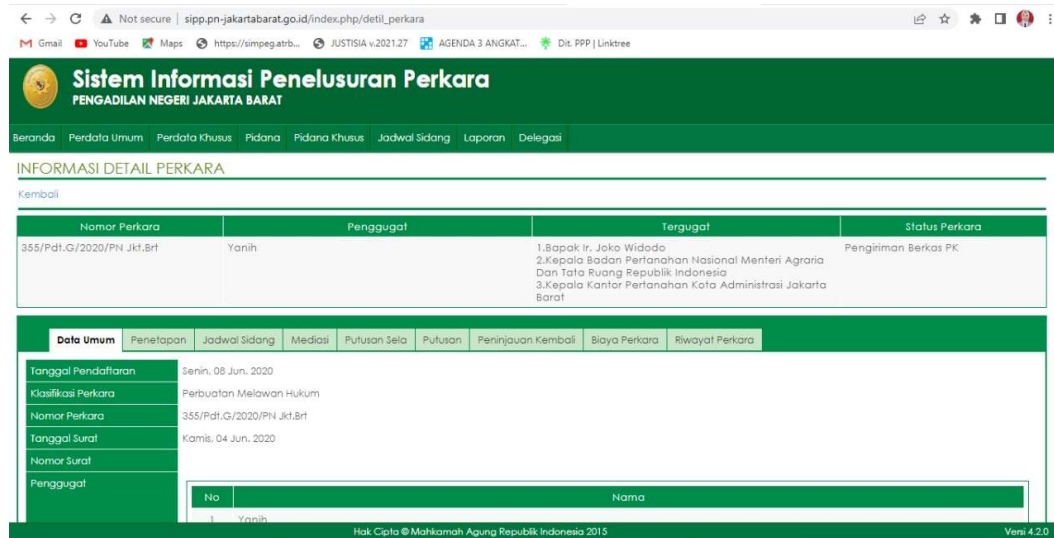 Not secure | sipp.pn-jakartabarat.go.id/index.php/detil_perkara
Gmail YouTube Maps https://simpeg.atrb... JUSTISIA v.2021.27 AGENDA 3 ANGKAT... Dit. PPP | Linktree
Sistem Informasi Penelusuran Perkara
PENGADILAN NEGERI JAKARTA BARAT
Beranda Perdata Umum Perdata Khusus Pidana Pidana Khusus Jadwal Sidang Laporan Delegasi
INFORMASI DETAIL PERKARA
Kembali
Nomor Perkara Penggugat Tergugat Status Perkara
355/Pdt.G/2020/PN Jkt.Brt Yanih 1.Bapak Ir. Joko Widodo Pengiriman Berkas PK
2.Kepala Badan Pertanahan Nasional Menteri Agraria
Dan Tata Ruang Republik Indonesia
3.Kepala Kantor Pertanahan Kota Administrasi Jakarta
Barat
Data Umum Penetapan Jadwal Sidang Mediasi Putusan Sela Putusan Peninjauan Kembali Biaya Perkara Riwayat Perkara
Tanggal Pendaftaran Senin, 08 Jun. 2020
Klasifikasi Perkara Perbuatan Melawan Hukum
Nomor Perkara 355/Pdt.G/2020/PN Jkt.Brt
Tanggal Surat Kamis, 04 Jun. 2020
Nomor Surat
Penggugat
No Nama
1 Yanih
Hak Cipta © Mahkamah Agung Republik Indonesia 2015 Versi 4.2.0